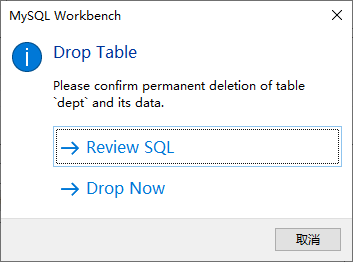 MySQL Workbench
Drop Table
Please confirm permanent deletion of table
`dept` and its data.
Review SQL
Drop Now
取消